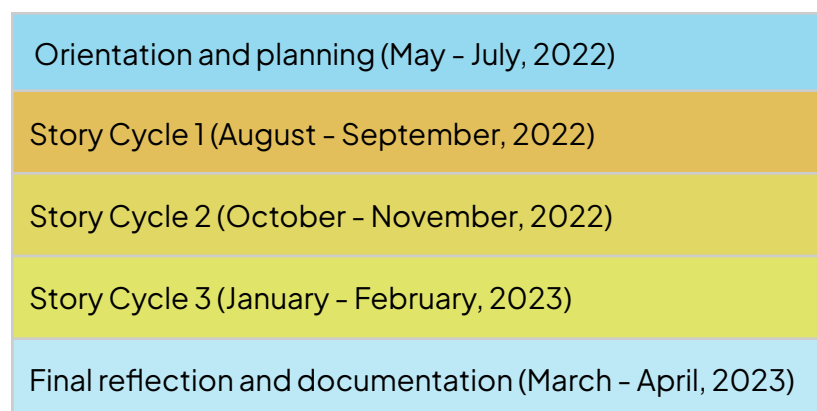 Orientation and planning (May - July, 2022)
Story Cycle 1 (August - September, 2022)
Story Cycle 2 (October - November, 2022)
Story Cycle 3 (January - February, 2023)
Final reflection and documentation (March - April, 2023)